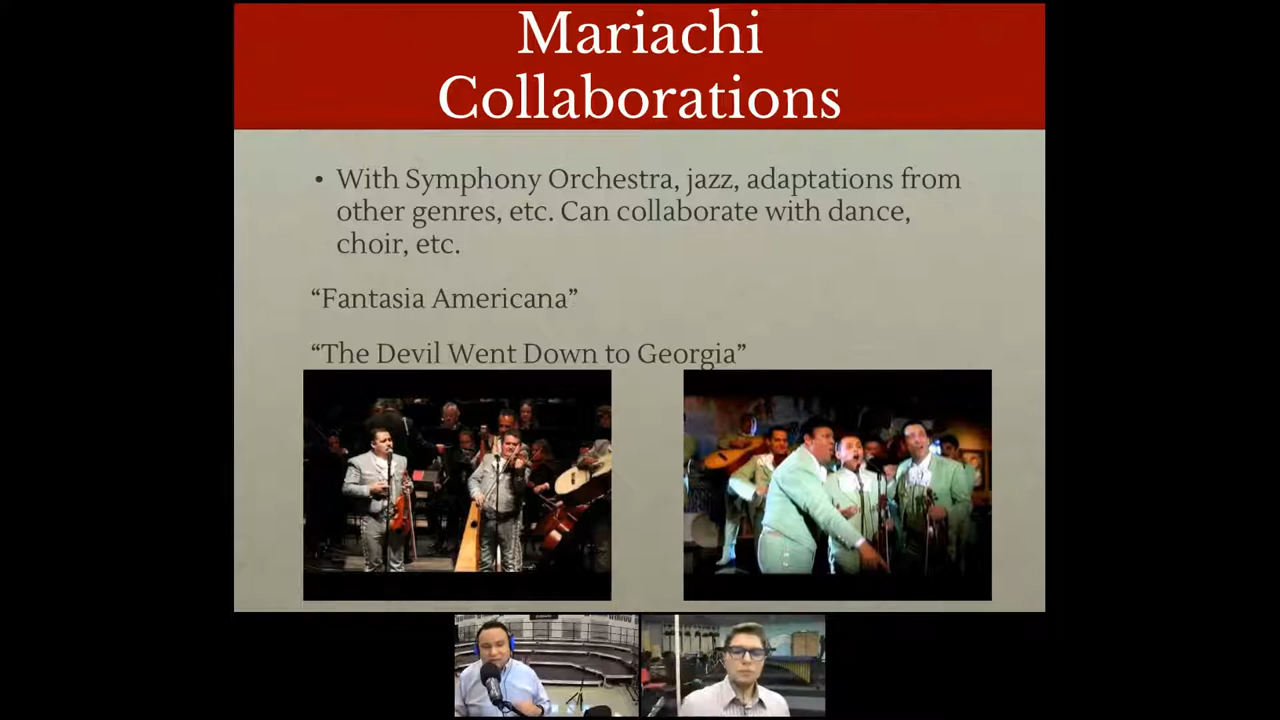 Mariachi
Collaborations
• With Symphony Orchestra, jazz, adaptations from
other genres, etc. Can collaborate with dance,
choir, etc.
“Fantasia Americana”
“The Devil Went Down to Georgia”